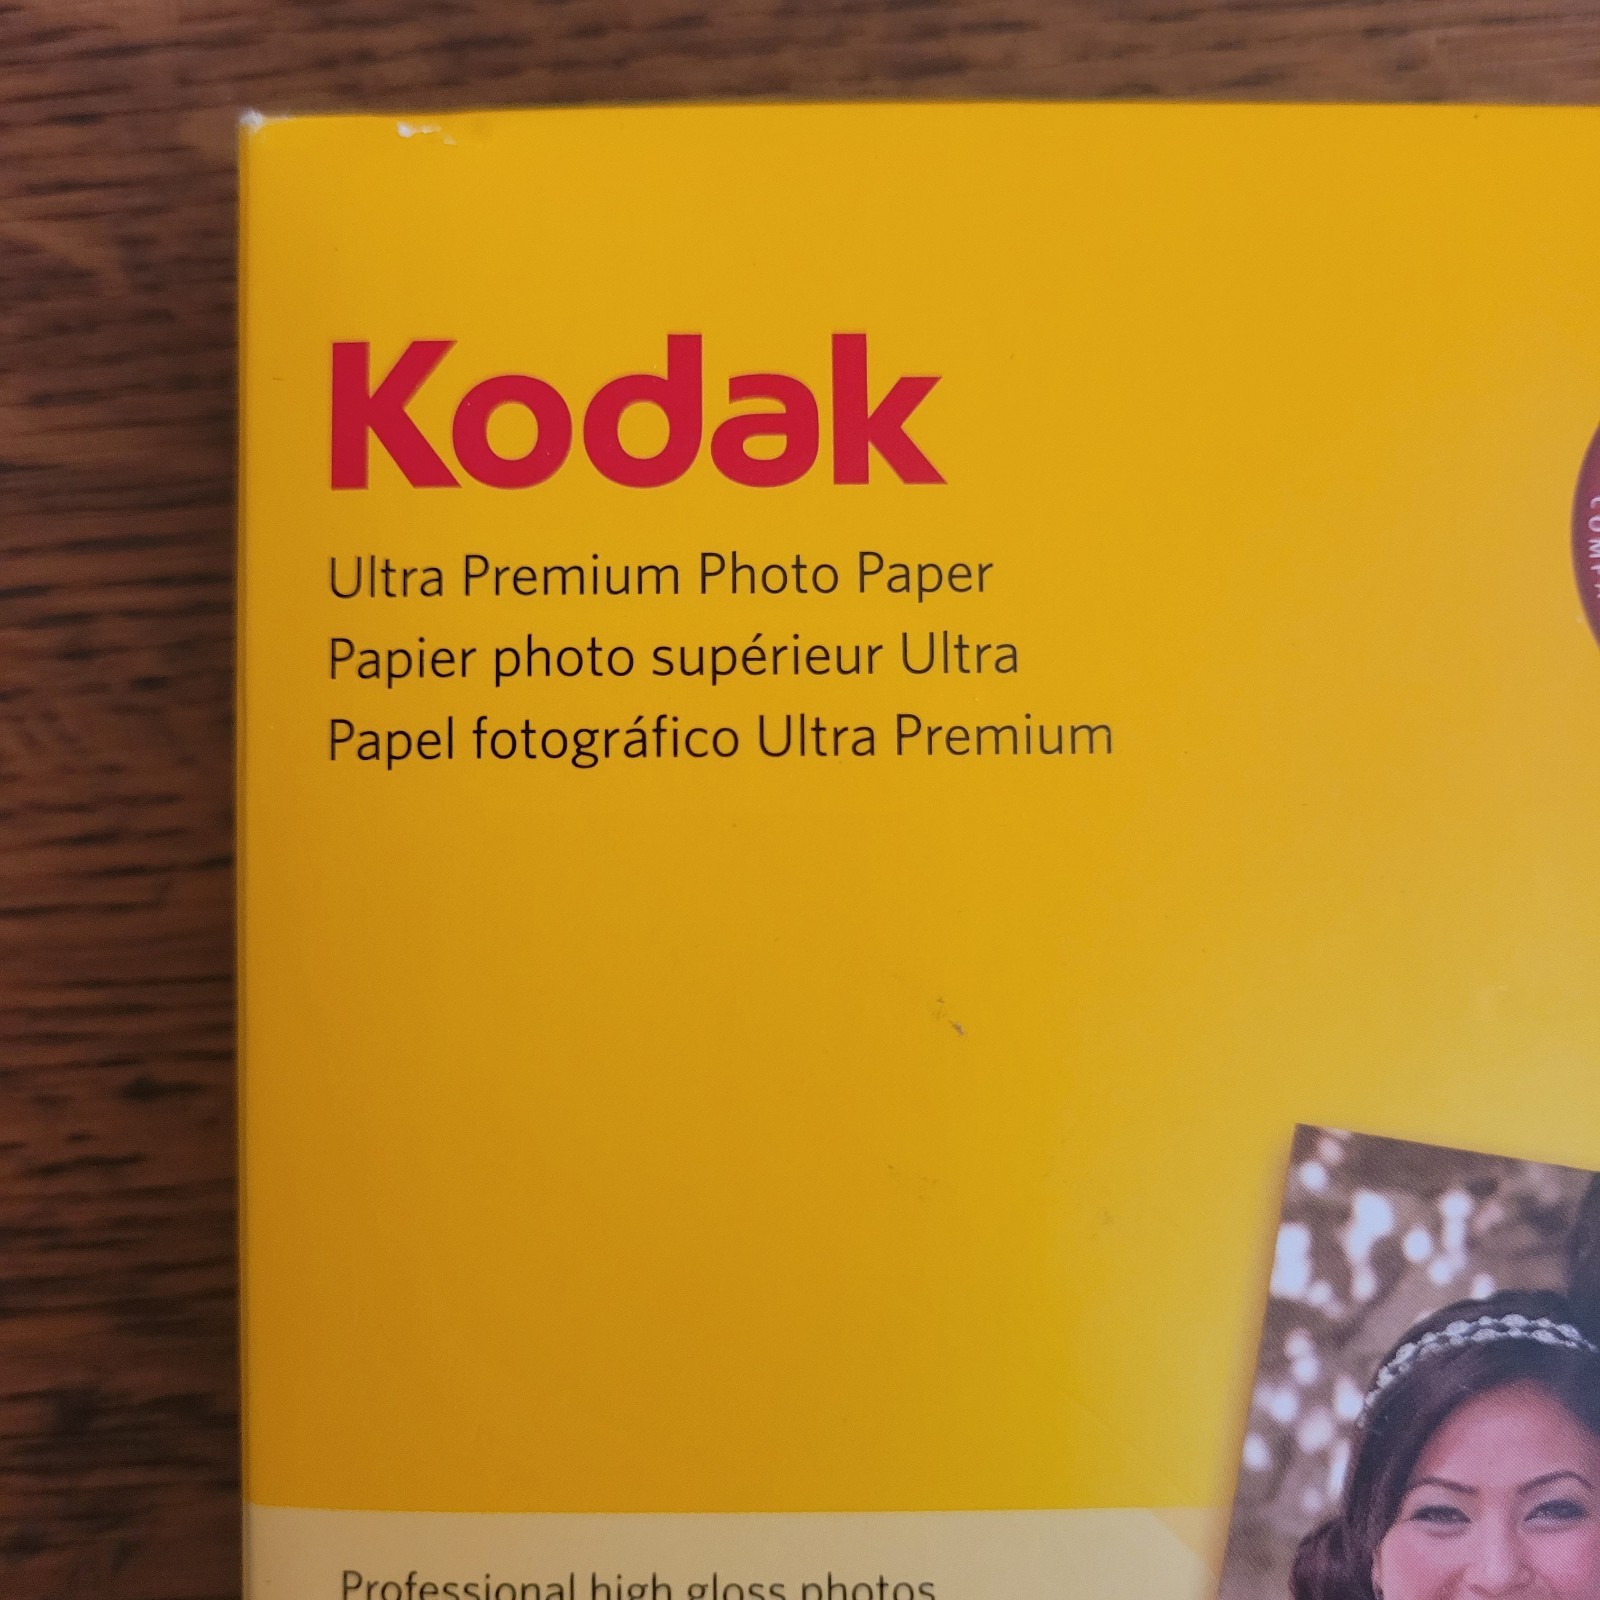 Kodak
Ultra Premium Photo Paper
Papier photo supérieur Ultra
Papel fotográfico Ultra Premium
Professional high gloss photos